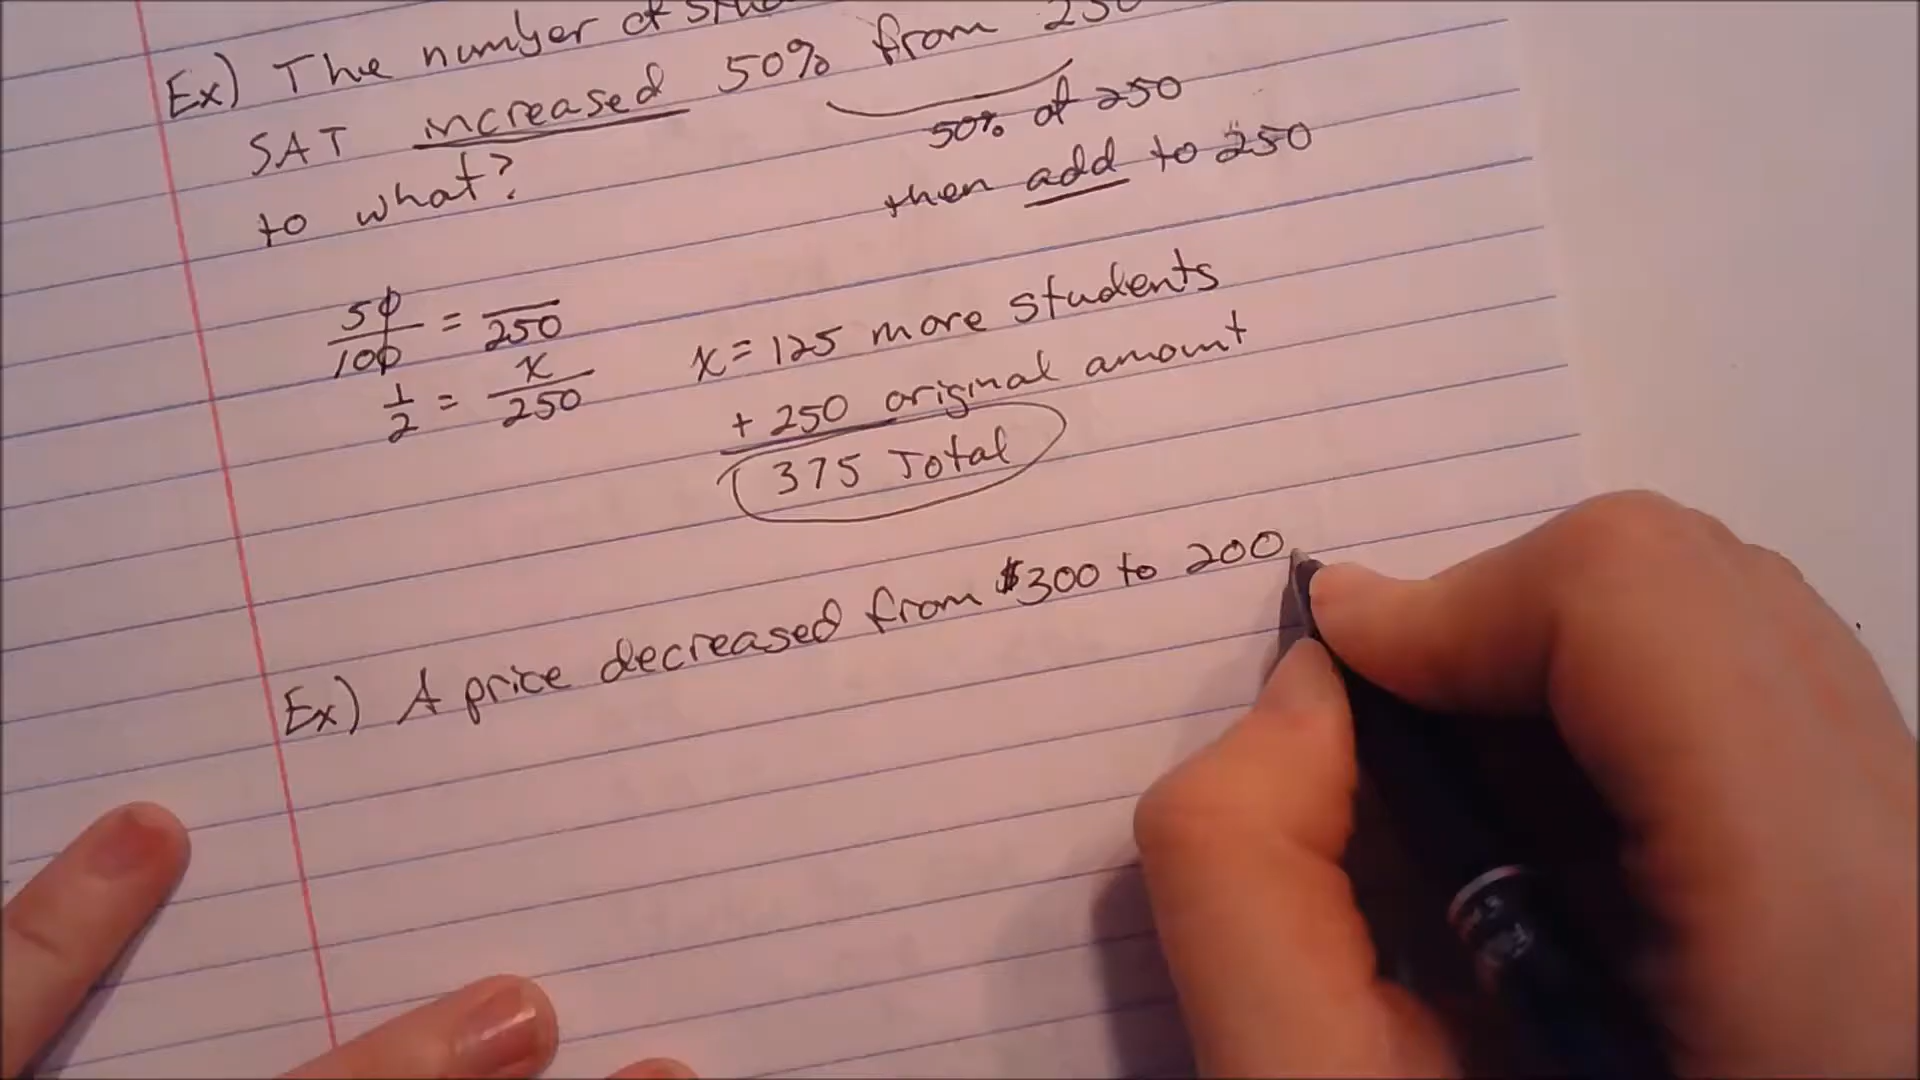 Ex) The number of
SAT increased 50% from 250
to what?
50% of 250
then add to 250
50/100 = /250
1/2 = x/250
x = 125 more students
+ 250 original amount
375 Total
Ex) A price decreased from $300 to 200